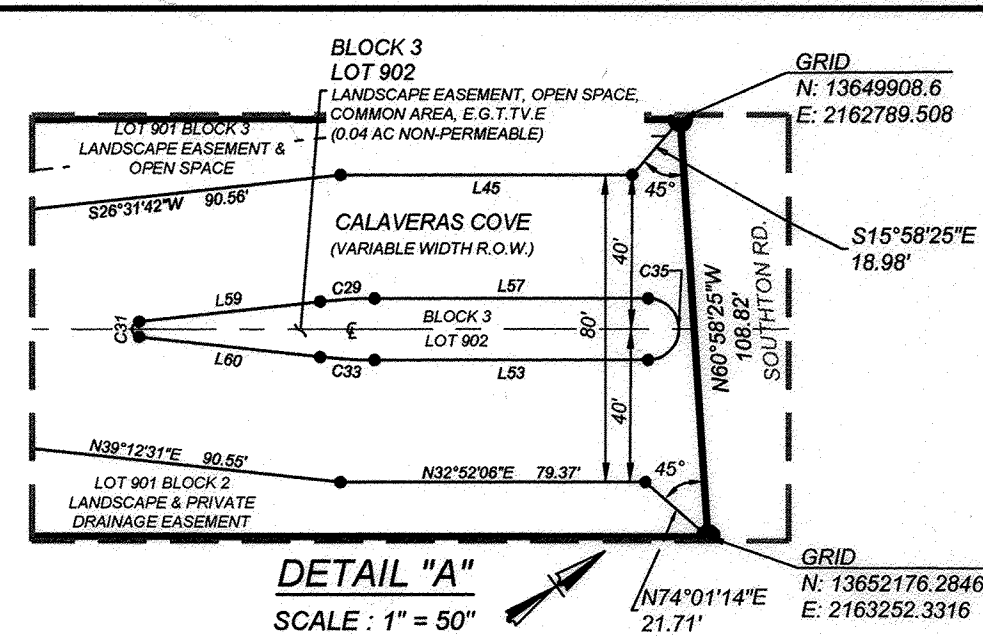 BLOCK 3
LOT 902
LANDSCAPE EASEMENT, OPEN SPACE,
COMMON AREA, E.G.T.TV.E
(0.04 AC NON-PERMEABLE)
GRID
N: 13649908.6
E: 2162789.508
LOT 901 BLOCK 3
LANDSCAPE EASEMENT &
OPEN SPACE
S26°31'42"W 90.56'
L45
45°
S15°58'25"E
18.98'
CALAVERAS COVE
(VARIABLE WIDTH R.O.W.)
40'
C35
L59
C29
L57
C31
℄
BLOCK 3
LOT 902
80'
N60°58'25"W
108.82'
SOUTHTON RD.
L60
C33
L53
40'
N39°12'31"E 90.55'
N32°52'06"E 79.37'
45°
LOT 901 BLOCK 2
LANDSCAPE & PRIVATE
DRAINAGE EASEMENT
DETAIL "A"
SCALE : 1" = 50"
N
N74°01'14"E
21.71'
GRID
N: 13652176.2846
E: 2163252.3316